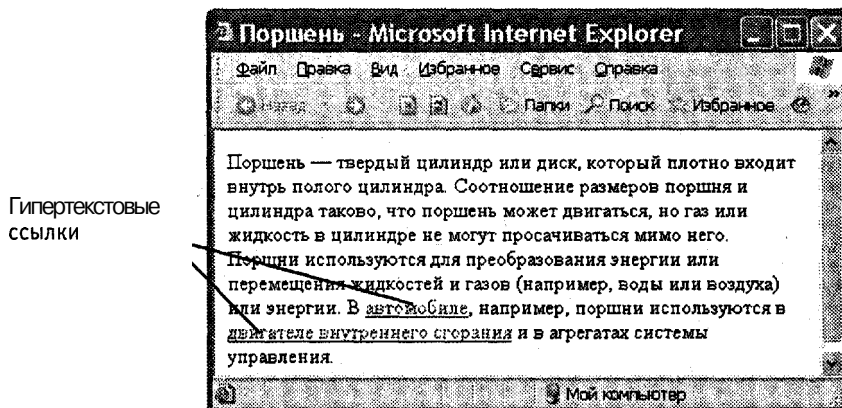 Поршень - Microsoft Internet Explorer
Файл Правка Вид Избранное Сервис Справка
Назад Папки Поиск Избранное »
Поршень — твердый цилиндр или диск, который плотно входит
внутрь полого цилиндра. Соотношение размеров поршня и
цилиндра таково, что поршень может двигаться, но газ или
жидкость в цилиндре не могут просачиваться мимо него.
Поршни используются для преобразования энергии или
перемещения жидкостей и газов (например, воды или воздуха)
или энергии. В автомобиле, например, поршни используются в
двигателе внутреннего сгорания и в агрегатах системы
управления.
Мой компьютер
Гипертекстовые
ссылки